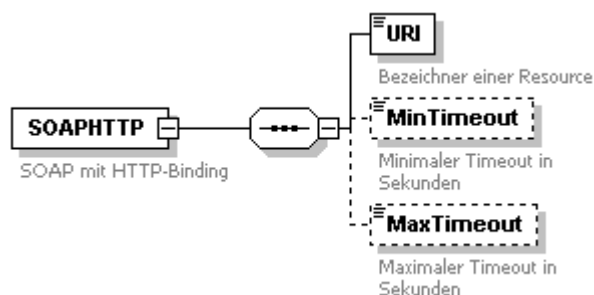 URI
Bezeichner einer Resource
SOAPHTTP
SOAP mit HTTP-Binding
MinTimeout
Minimaler Timeout in
Sekunden
MaxTimeout
Maximaler Timeout in
Sekunden